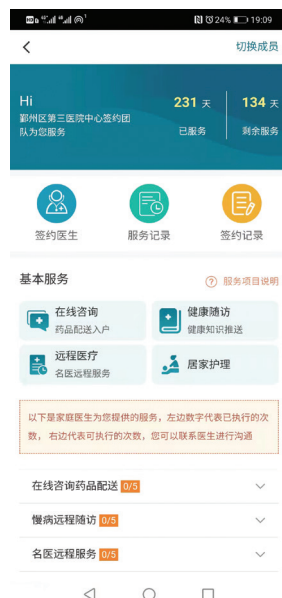 24% 19:09
切换成员
Hi
鄞州区第三医院中心签约团
队为您服务
231 天
已服务
134 天
剩余服务
签约医生
服务记录
签约记录
基本服务
? 服务项目说明
在线咨询
药品配送入户
健康随访
健康知识推送
远程医疗
名医远程服务
居家护理
以下是家庭医生为您提供的服务，左边数字代表已执行的次
数， 右边代表可执行的次数，您可以联系医生进行沟通
在线咨询药品配送 0/5
慢病远程随访 0/5
名医远程服务 0/5